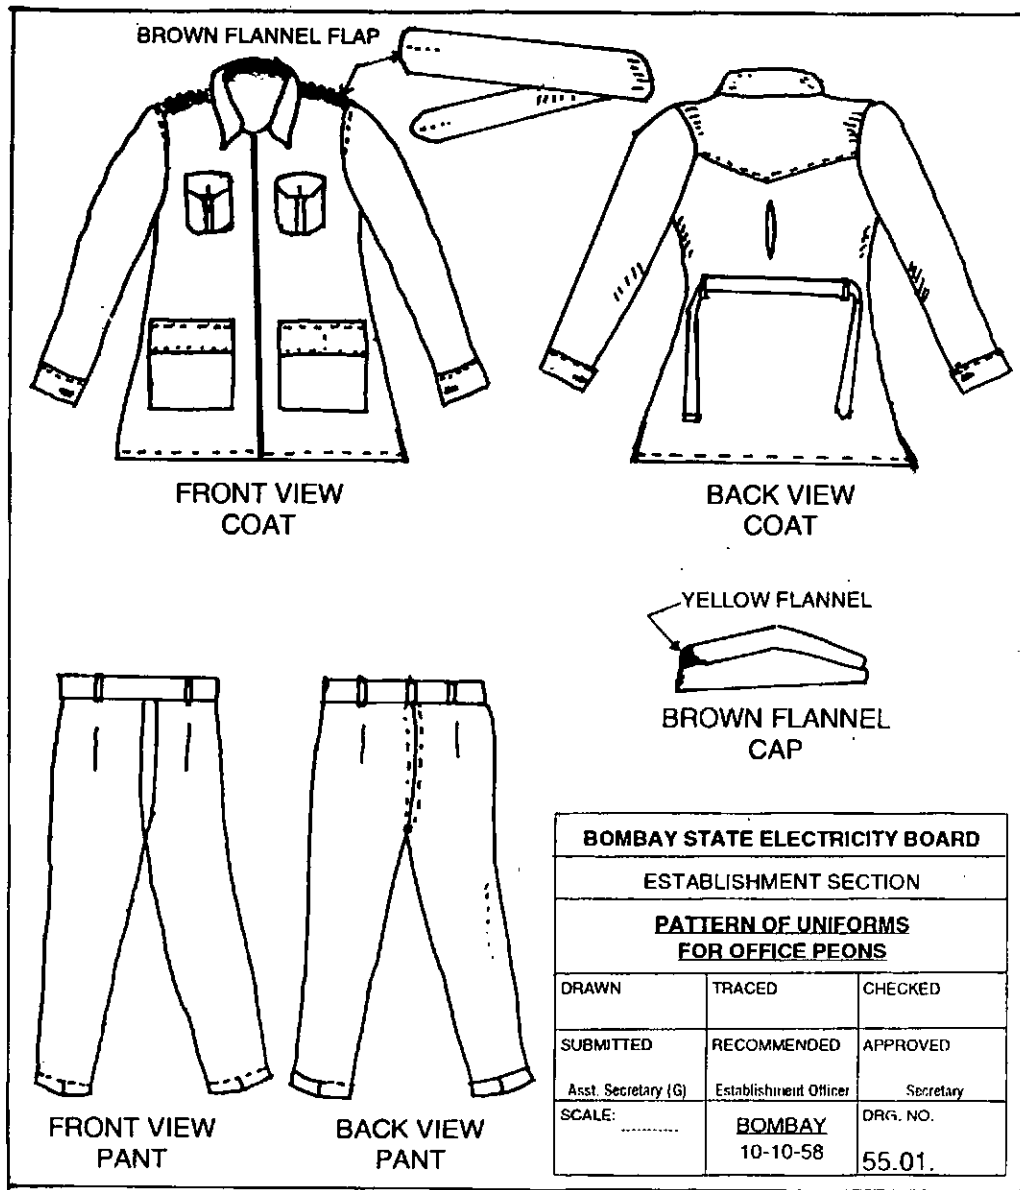 BROWN FLANNEL FLAP
FRONT VIEW
COAT
BACK VIEW
COAT
YELLOW FLANNEL
BROWN FLANNEL
CAP
FRONT VIEW
PANT
BACK VIEW
PANT
BOMBAY STATE ELECTRICITY BOARD
ESTABLISHMENT SECTION
PATTERN OF UNIFORMS
FOR OFFICE PEONS
DRAWN TRACED CHECKED
SUBMITTED RECOMMENDED APPROVED
Asst. Secretary (G) Establishment Officer Secretary
SCALE: ............ BOMBAY DRG. NO.
10-10-58 55.01.